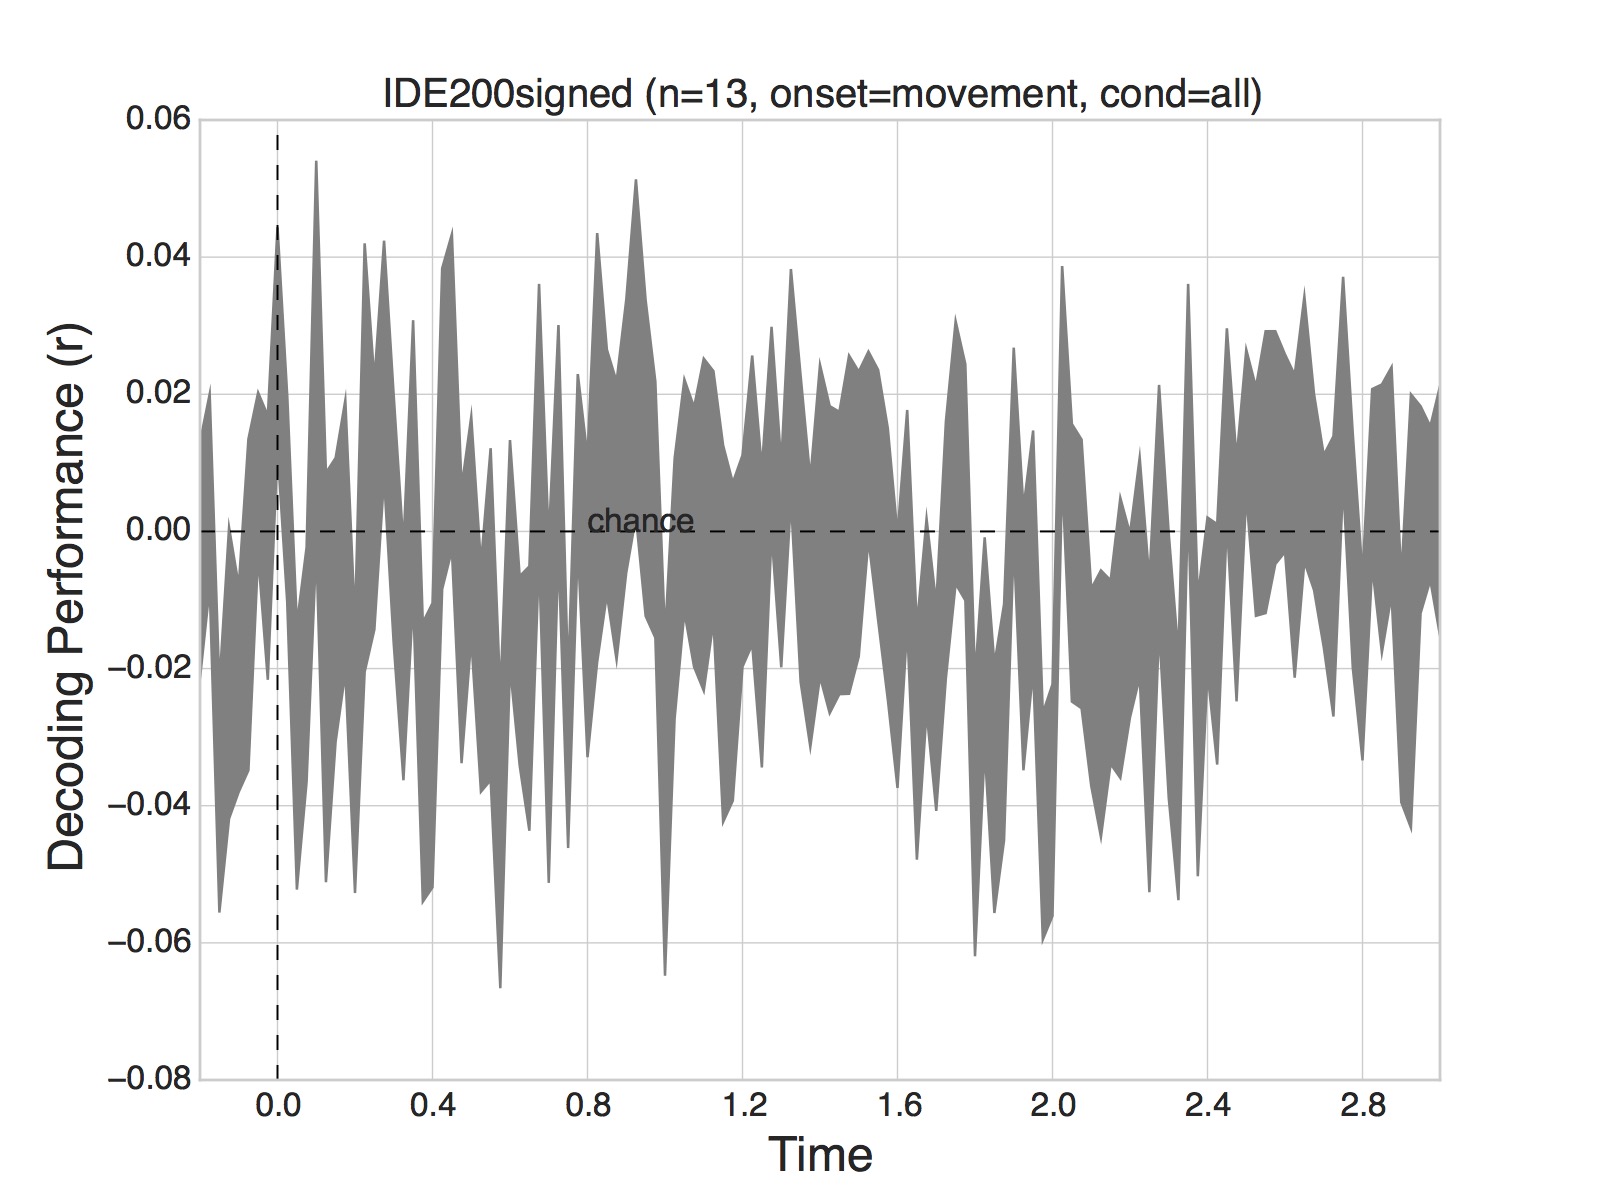 IDE200signed (n=13, onset=movement, cond=all)
0.06
0.04
0.02
0.00
−0.02
−0.04
−0.06
−0.08
Decoding Performance (r)
chance
0.0 0.4 0.8 1.2 1.6 2.0 2.4 2.8
Time